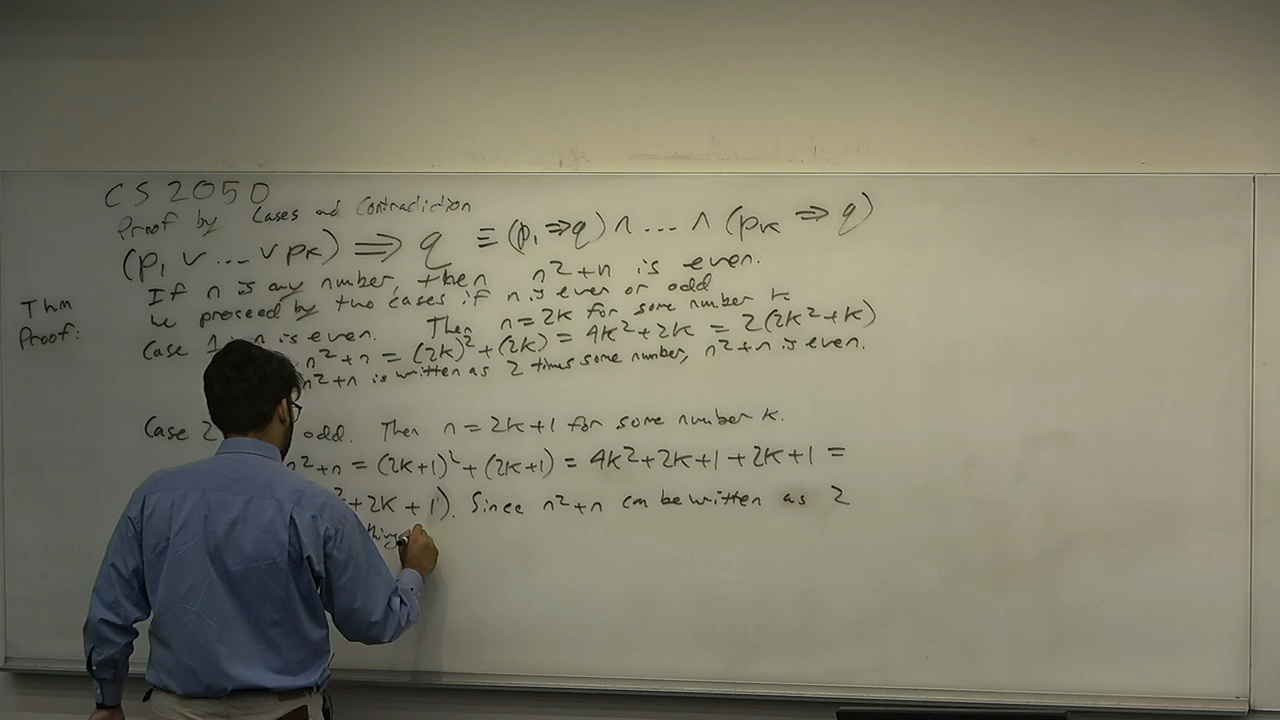 CS 2050
Proof by Cases and Contradiction
(p₁ ∨ ... ∨ pₖ) ⟹ q ≡ (p₁ ⟹ q) ∧ ... ∧ (pₖ ⟹ q)
Thm If n is any number, then n²+n is even.
Proof: We proceed by two cases if n is even or odd
Case 1: n is even. Then n = 2k for some number k.
n²+n = (2k)²+(2k) = 4k²+2k = 2(2k²+k)
n²+n is written as 2 times some number, n²+n is even.
Case 2 odd. Then n = 2k+1 for some number k.
n²+n = (2k+1)²+(2k+1) = 4k²+2k+1+2k+1 =
²+2k+1). Since n²+n can be written as 2